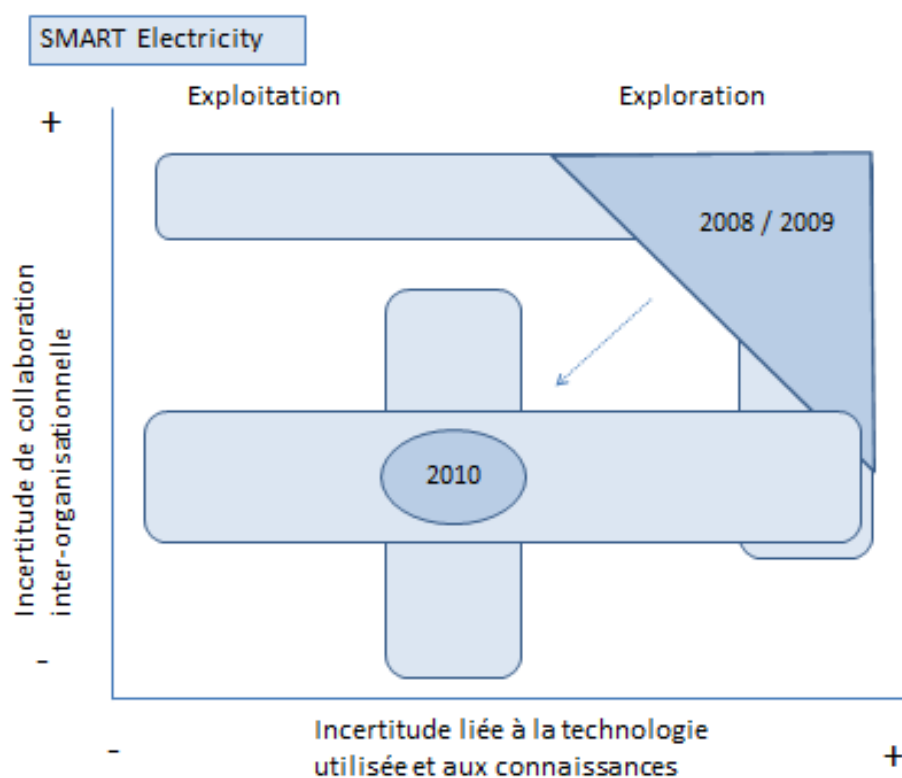 SMART Electricity
Exploitation
Exploration
+
2008 / 2009
Incertitude de collaboration
inter-organisationnelle
2010
-
Incertitude liée à la technologie
utilisée et aux connaissances
-
+